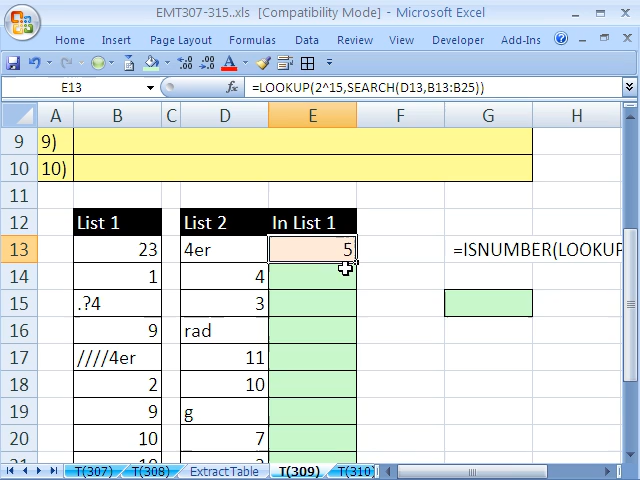 EMT307-315..xls [Compatibility Mode] - Microsoft Excel
Home Insert Page Layout Formulas Data Review View Developer Add-Ins
E13 fx =LOOKUP(2^15,SEARCH(D13,B13:B25))
A B C D E F G H
9 9)
10 10)
11
12 List 1 List 2 In List 1
13 23 4er 5 =ISNUMBER(LOOKUP
14 1 4
15 .?4 3
16 9 rad
17 ////4er 11
18 2 10
19 9 g
20 10 7
T(307) T(308) Extract Table T(309) T(310)